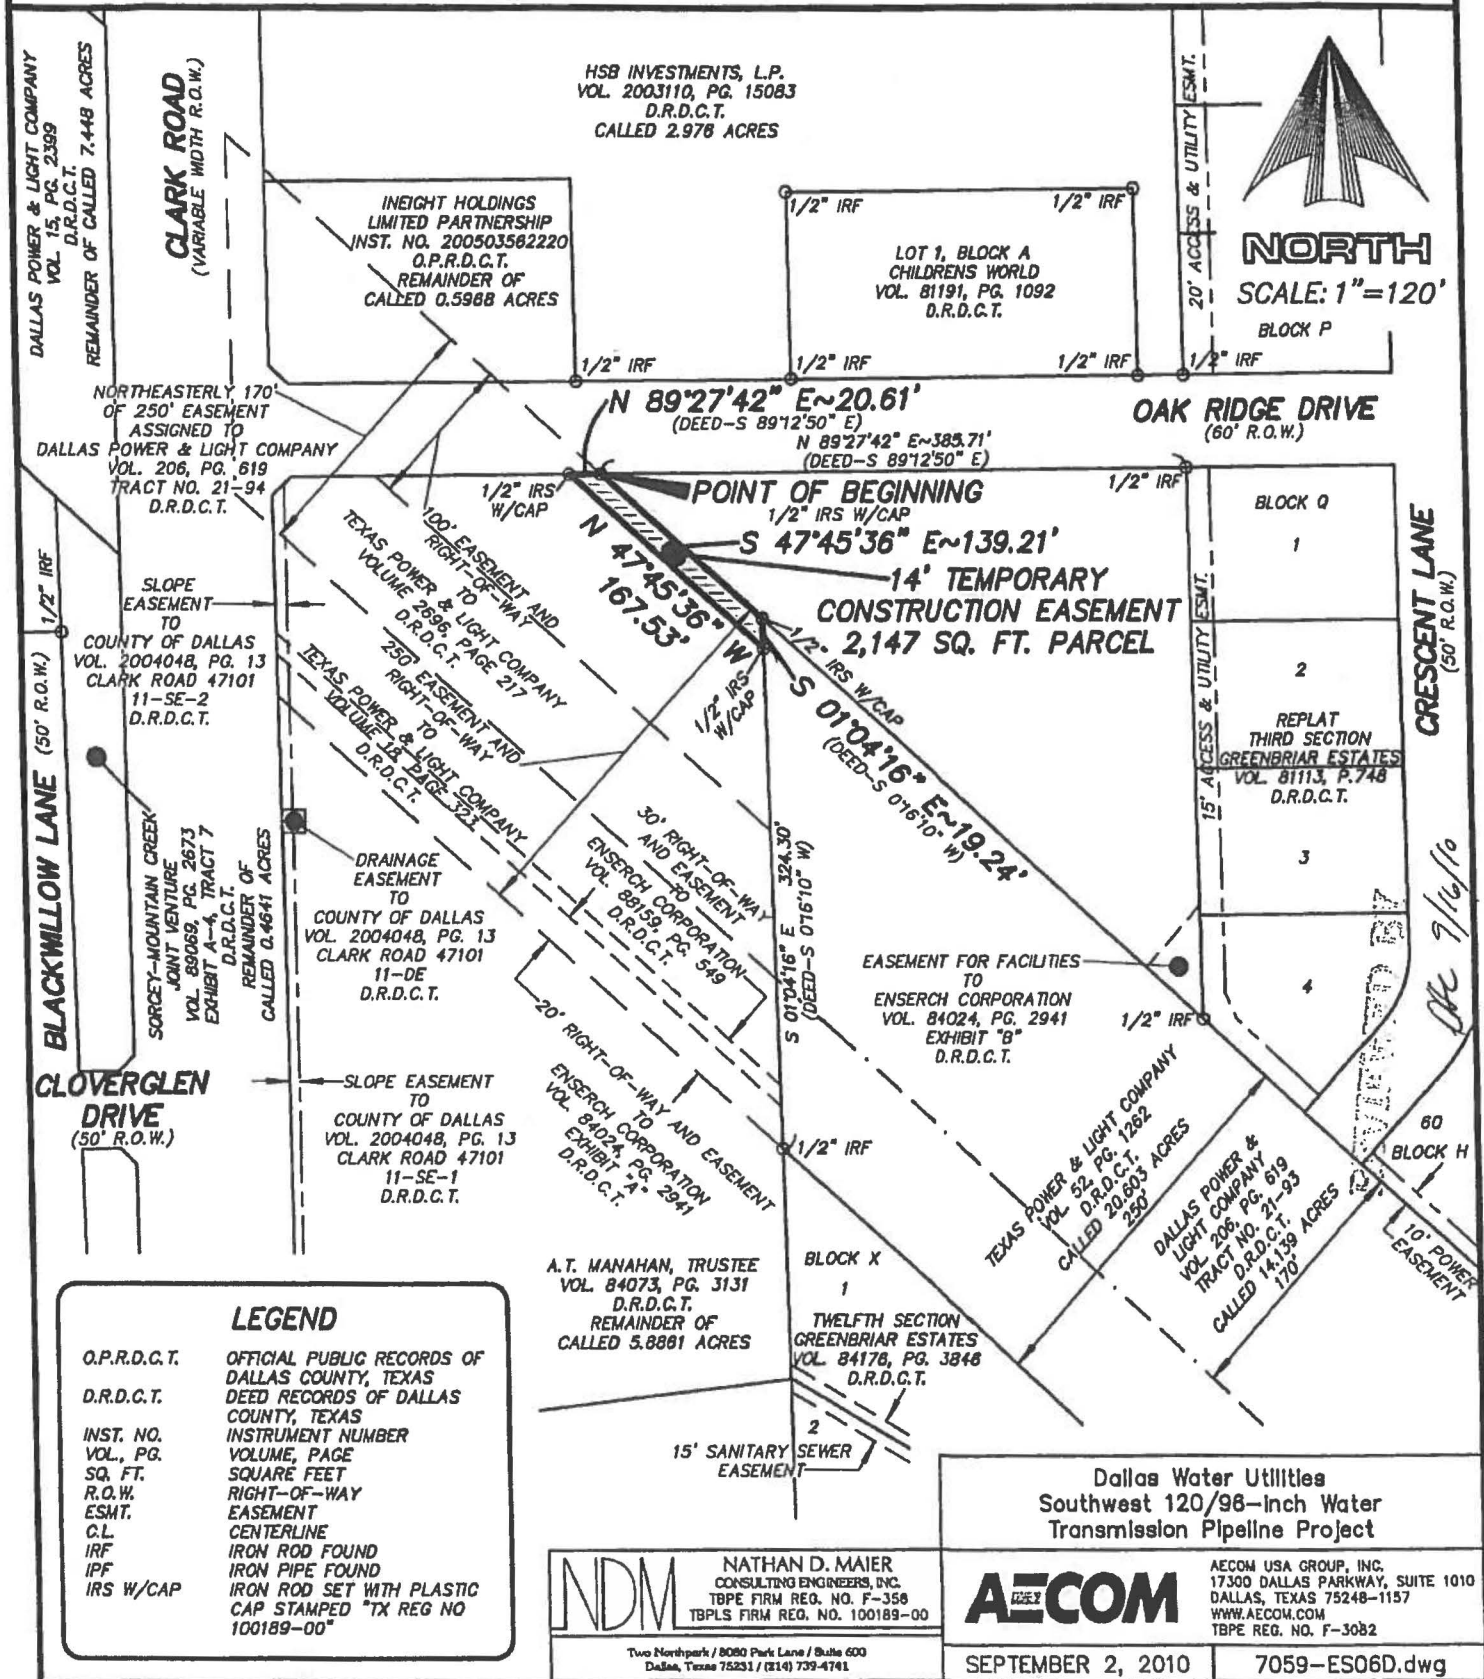 DALLAS POWER & LIGHT COMPANY
VOL. 15, PG. 2399
D.R.D.C.T.
REMAINDER OF CALLED 7.448 ACRES
CLARK ROAD
(VARIABLE WIDTH R.O.W.)
HSB INVESTMENTS, L.P.
VOL. 2003110, PG. 15083
D.R.D.C.T.
CALLED 2.978 ACRES
20' ACCESS & UTILITY ESMT.
NORTH
SCALE: 1"=120'
BLOCK P
INEIGHT HOLDINGS
LIMITED PARTNERSHIP
INST. NO. 200503582220
O.P.R.D.C.T.
REMAINDER OF
CALLED 0.5988 ACRES
1/2" IRF
1/2" IRF
LOT 1, BLOCK A
CHILDRENS WORLD
VOL. 81191, PG. 1092
D.R.D.C.T.
1/2" IRF
1/2" IRF
1/2" IRF
1/2" IRF
NORTHEASTERLY 170'
OF 250' EASEMENT
ASSIGNED TO
DALLAS POWER & LIGHT COMPANY
VOL. 206, PG. 619
TRACT NO. 21-94
D.R.D.C.T.
N 89°27'42" E~20.61'
(DEED-S 89°12'50" E)
N 89°27'42" E~385.71'
(DEED-S 89°12'50" E)
OAK RIDGE DRIVE
(60' R.O.W.)
1/2" IRS
W/CAP
POINT OF BEGINNING
1/2" IRS W/CAP
1/2" IRF
BLOCK Q
1
S 47°45'36" E~139.21'
14' TEMPORARY
CONSTRUCTION EASEMENT
2,147 SQ. FT. PARCEL
N 47°45'36" W
167.53'
100' EASEMENT AND
RIGHT-OF-WAY
TO
TEXAS POWER & LIGHT COMPANY
VOLUME 2696, PAGE 217
D.R.D.C.T.
250' EASEMENT AND
RIGHT-OF-WAY
TO
TEXAS POWER & LIGHT COMPANY
VOLUME 18, PAGE 323
D.R.D.C.T.
1/2" IRF
SLOPE
EASEMENT
TO
COUNTY OF DALLAS
VOL. 2004048, PG. 13
CLARK ROAD 47101
11-SE-2
D.R.D.C.T.
1/2" IRS W/CAP
1/2" IRS
W/CAP
S 01°04'16" E~19.24'
(DEED-S 0°16'10" W)
15' ACCESS & UTILITY ESMT.
2
REPLAT
THIRD SECTION
GREENBRIAR ESTATES
VOL. 81113, P.748
D.R.D.C.T.
3
4
CRESCENT LANE
(50' R.O.W.)
BLACKWILLOW LANE (50' R.O.W.)
SORCEY-MOUNTAIN CREEK
JOINT VENTURE
VOL. 89069, PG. 2673
EXHIBIT A-4, TRACT 7
D.R.D.C.T.
REMAINDER OF
CALLED 0.4641 ACRES
DRAINAGE
EASEMENT
TO
COUNTY OF DALLAS
VOL. 2004048, PG. 13
CLARK ROAD 47101
11-DE
D.R.D.C.T.
30' RIGHT-OF-WAY
AND EASEMENT
TO
ENSERCH CORPORATION
VOL. 88159, PG. 549
D.R.D.C.T.
S 01°04'16" E 324.30'
(DEED-S 0°16'10" W)
EASEMENT FOR FACILITIES
TO
ENSERCH CORPORATION
VOL. 84024, PG. 2941
EXHIBIT "B"
D.R.D.C.T.
1/2" IRF
REVIEWED BY
9/16/10
CLOVERGLEN
DRIVE
(50' R.O.W.)
SLOPE EASEMENT
TO
COUNTY OF DALLAS
VOL. 2004048, PG. 13
CLARK ROAD 47101
11-SE-1
D.R.D.C.T.
20' RIGHT-OF-WAY AND EASEMENT
TO
ENSERCH CORPORATION
VOL. 84024, PG. 2941
EXHIBIT "A"
D.R.D.C.T.
1/2" IRF
TEXAS POWER & LIGHT COMPANY
VOL. 52, PG. 1262
D.R.D.C.T.
CALLED 20.603 ACRES
250'
DALLAS POWER &
LIGHT COMPANY
VOL. 206, PG. 619
TRACT NO. 21-93
D.R.D.C.T.
CALLED 14.139 ACRES
170'
60
BLOCK H
10' POWER
EASEMENT
A.T. MANAHAN, TRUSTEE
VOL. 84073, PG. 3131
D.R.D.C.T.
REMAINDER OF
CALLED 5.8861 ACRES
BLOCK X
1
TWELFTH SECTION
GREENBRIAR ESTATES
VOL. 84178, PG. 3846
D.R.D.C.T.
2
15' SANITARY SEWER
EASEMENT
LEGEND
O.P.R.D.C.T. OFFICIAL PUBLIC RECORDS OF
DALLAS COUNTY, TEXAS
D.R.D.C.T. DEED RECORDS OF DALLAS
COUNTY, TEXAS
INST. NO. INSTRUMENT NUMBER
VOL., PG. VOLUME, PAGE
SQ. FT. SQUARE FEET
R.O.W. RIGHT-OF-WAY
ESMT. EASEMENT
C.L. CENTERLINE
IRF IRON ROD FOUND
IPF IRON PIPE FOUND
IRS W/CAP IRON ROD SET WITH PLASTIC
CAP STAMPED "TX REG NO
100189-00"
NDM
NATHAN D. MAIER
CONSULTING ENGINEERS, INC.
TBPE FIRM REG. NO. F-356
TBPLS FIRM REG. NO. 100189-00
Two Northpark / 8080 Park Lane / Suite 600
Dallas, Texas 75231 / (214) 739-4741
Dallas Water Utilities
Southwest 120/96-inch Water
Transmission Pipeline Project
AECOM
AECOM USA GROUP, INC.
17300 DALLAS PARKWAY, SUITE 1010
DALLAS, TEXAS 75248-1157
WWW.AECOM.COM
TBPE REG. NO. F-3082
SEPTEMBER 2, 2010
7059-ES06D.dwg